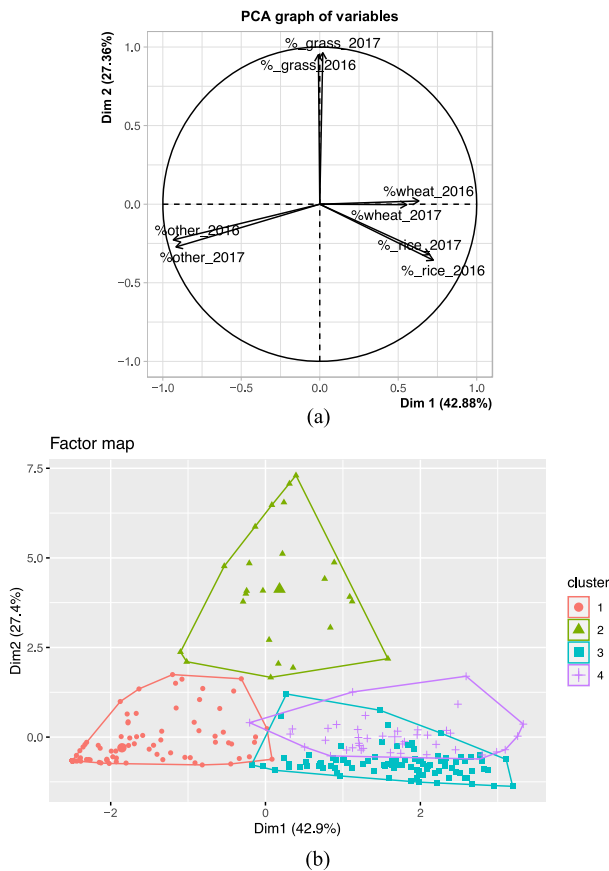 PCA graph of variables
Dim 2 (27.36%)
1.0
0.5
0.0
−0.5
−1.0
%_grass_2017
%_grass_2016
%wheat_2016
%wheat_2017
%other_2016
%other_2017
%_rice_2017
%_rice_2016
−1.0 −0.5 0.0 0.5 1.0
Dim 1 (42.88%)
(a)
Factor map
Dim2 (27.4%)
7.5
5.0
2.5
0.0
cluster
1
2
3
4
−2 0 2
Dim1 (42.9%)
(b)